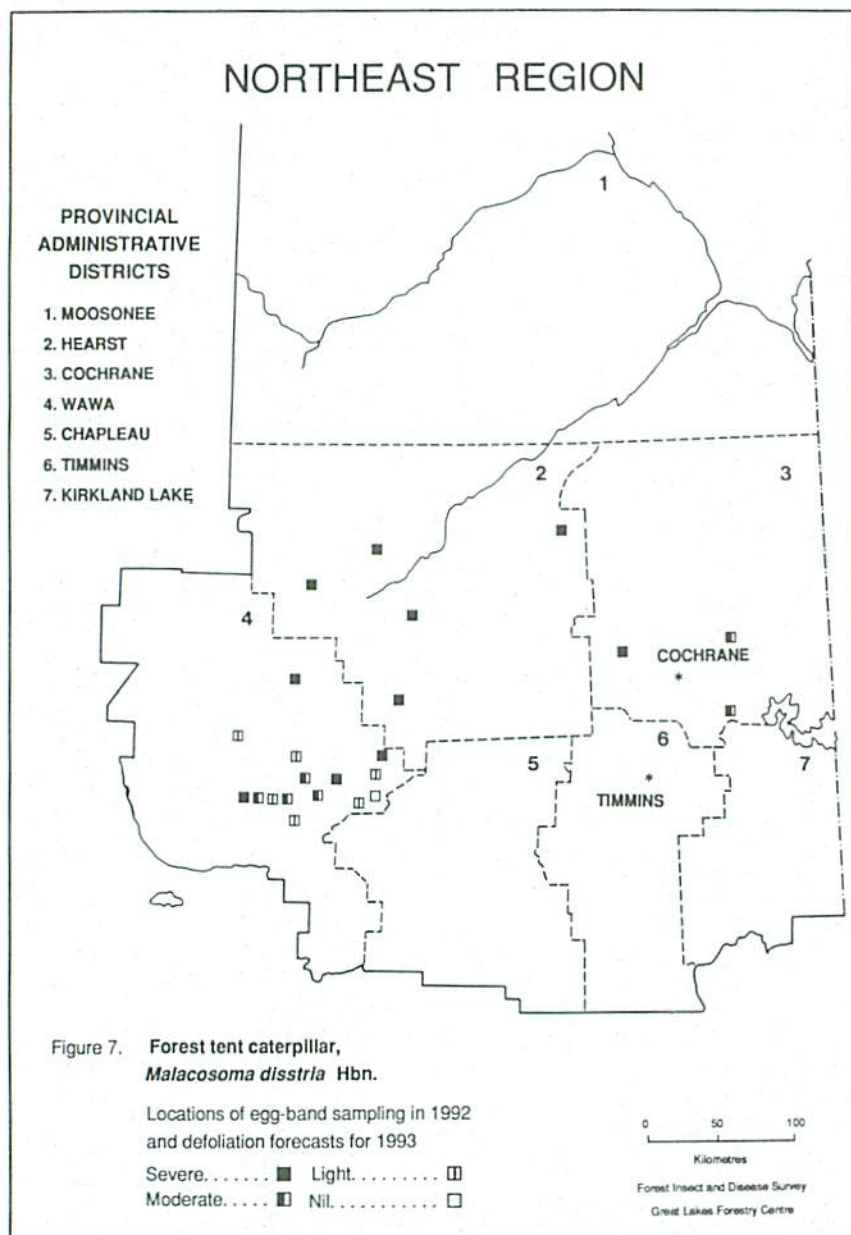 NORTHEAST REGION
PROVINCIAL
ADMINISTRATIVE
DISTRICTS
1. MOOSONEE
2. HEARST
3. COCHRANE
4. WAWA
5. CHAPLEAU
6. TIMMINS
7. KIRKLAND LAKE
1
2
3
4
COCHRANE
*
6
5
7
*
TIMMINS
Figure 7. Forest tent caterpillar,
Malacosoma disstria Hbn.
Locations of egg-band sampling in 1992
and defoliation forecasts for 1993
Severe....... Light..........
Moderate..... Nil...........
0 50 100
Kilometres
Forest Insect and Disease Survey
Great Lakes Forestry Centre